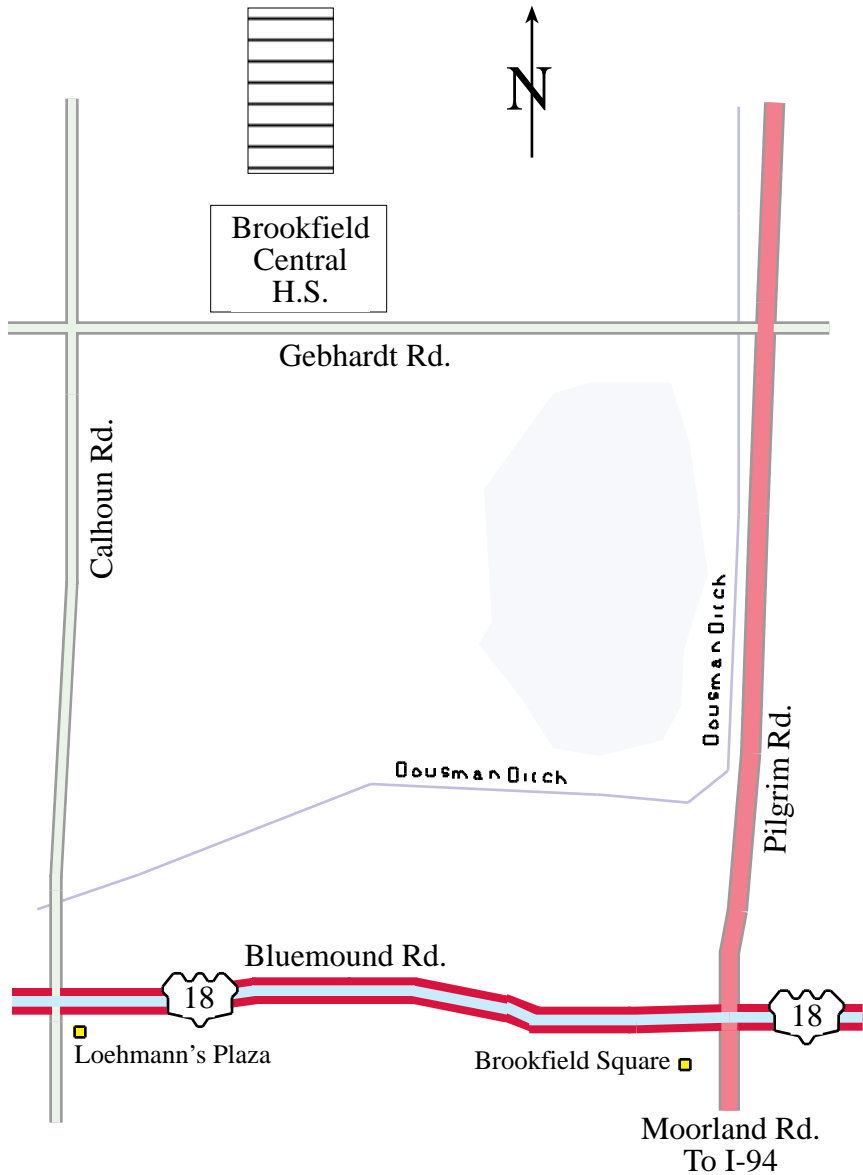 N
Brookfield
Central
H.S.
Gebhardt Rd.
Calhoun Rd.
Dousman Ditch
Dousman Ditch
Pilgrim Rd.
Bluemound Rd.
18
18
Loehmann's Plaza
Brookfield Square
Moorland Rd.
To I-94